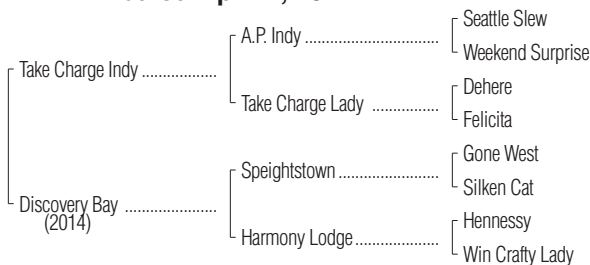 Seattle Slew
A.P. Indy ..................................
Weekend Surprise
Take Charge Indy ..................
Dehere
Take Charge Lady .................
Felicita
Gone West
Speightstown .........................
Silken Cat
Discovery Bay ......................
(2014)
Hennessy
Harmony Lodge.....................
Win Crafty Lady